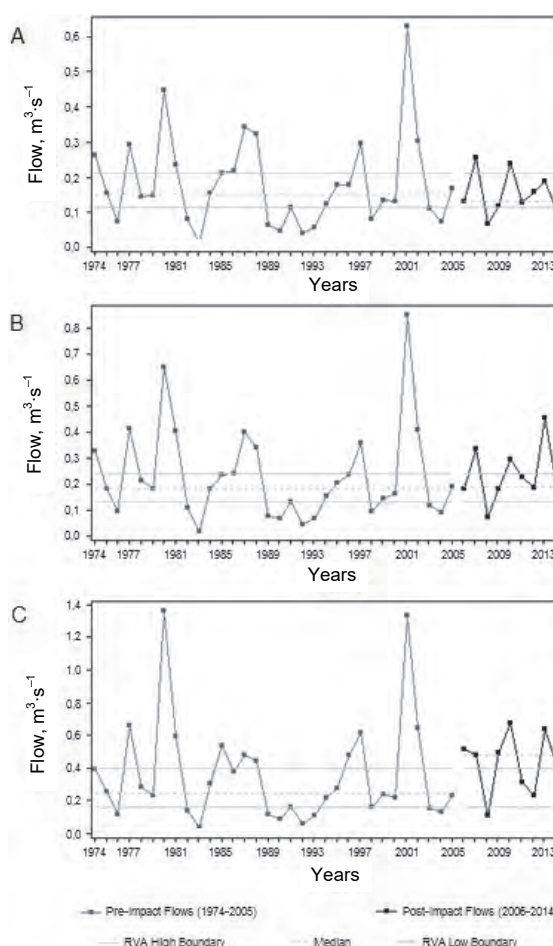 A
Flow, m³·s⁻¹
0,6
0,5
0,4
0,3
0,2
0,1
0,0
1974 1977 1981 1985 1989 1993 1997 2001 2005 2009 2013
Years
B
Flow, m³·s⁻¹
0,8
0,7
0,6
0,5
0,4
0,3
0,2
0,1
0,0
1974 1977 1981 1985 1989 1993 1997 2001 2005 2009 2013
Years
C
Flow, m³·s⁻¹
1,4
1,2
1,0
0,8
0,6
0,4
0,2
0,0
1974 1977 1981 1985 1989 1993 1997 2001 2005 2009 2013
Years
Pre-Impact Flows (1974-2005) Post-Impact Flows (2006-2014
RVA High Boundary Median RVA Low Boundary